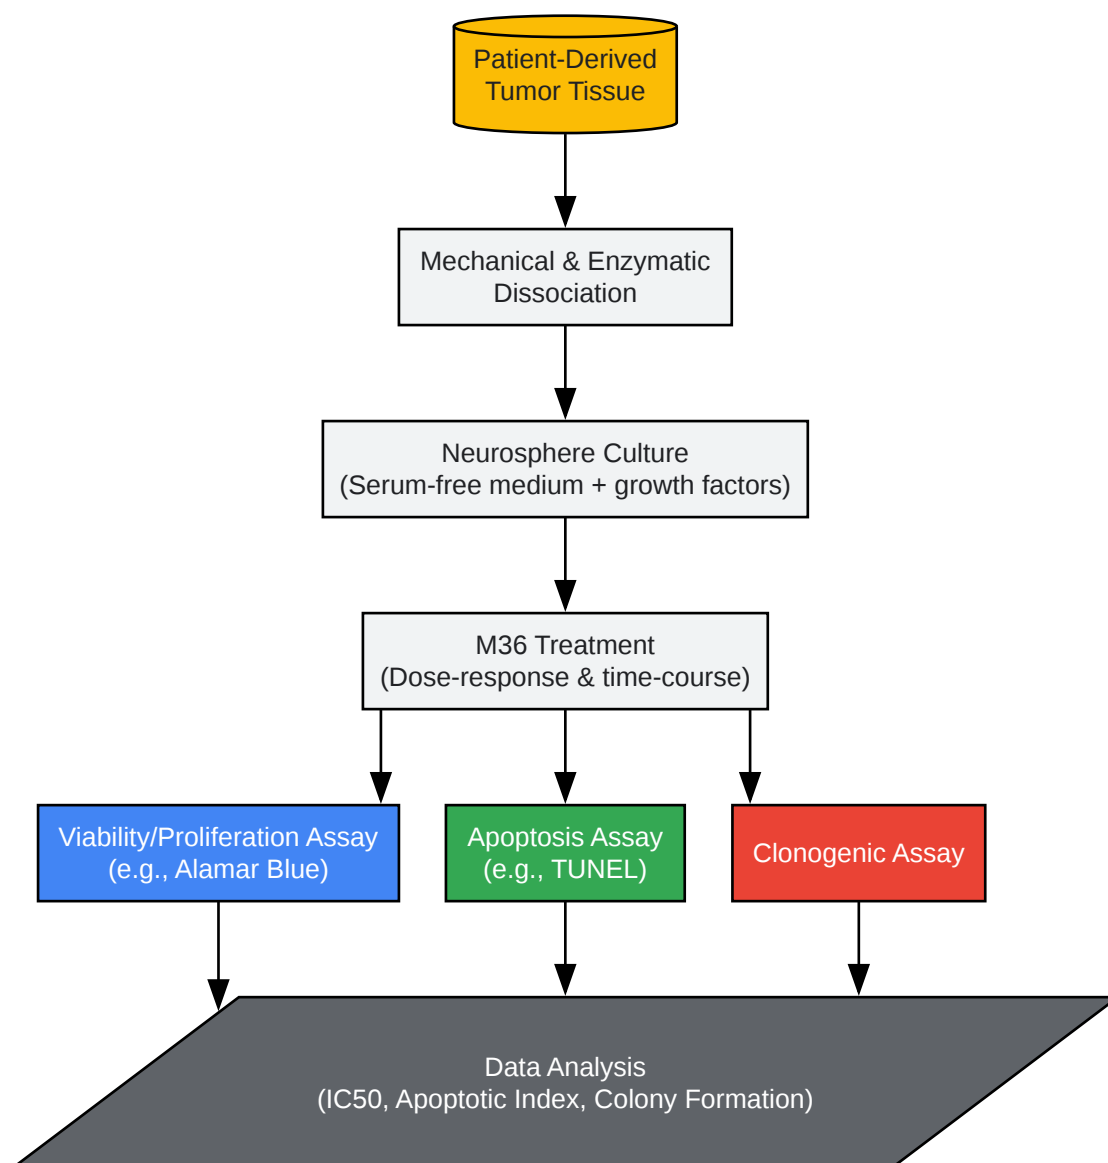 Patient-Derived
Tumor Tissue
Mechanical & Enzymatic
Dissociation
Neurosphere Culture
(Serum-free medium + growth factors)
M36 Treatment
(Dose-response & time-course)
Viability/Proliferation Assay
(e.g., Alamar Blue)
Apoptosis Assay
(e.g., TUNEL)
Clonogenic Assay
Data Analysis
(IC50, Apoptotic Index, Colony Formation)